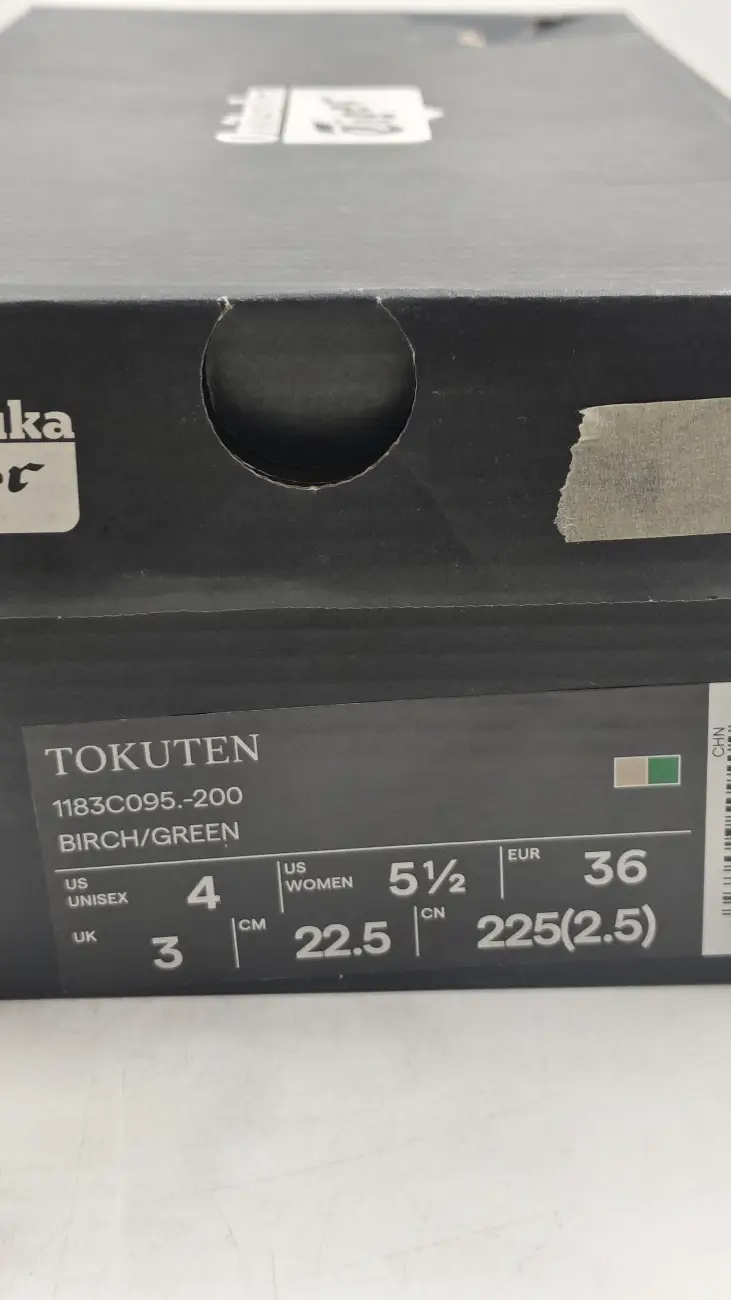 uka
TOKUTEN
1183C095.-200
BIRCH/GREEN
US UNISEX 4 US WOMEN 5½ EUR 36
UK 3 CM 22.5 CN 225(2.5)
CHN